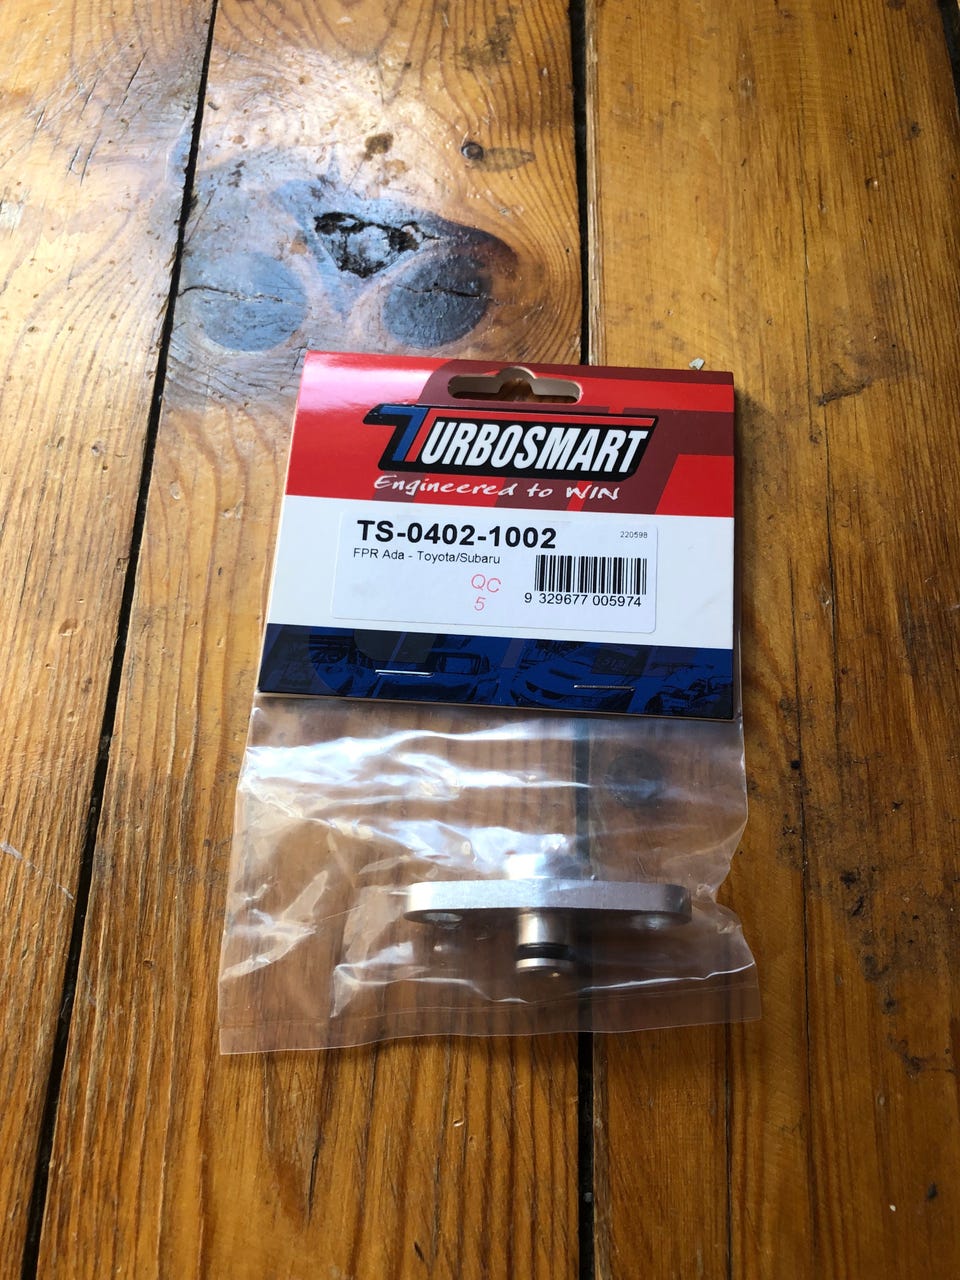 TURBOSMART
Engineered to WIN
TS-0402-1002
220598
FPR Ada - Toyota/Subaru
QC
5
9 329677 005974